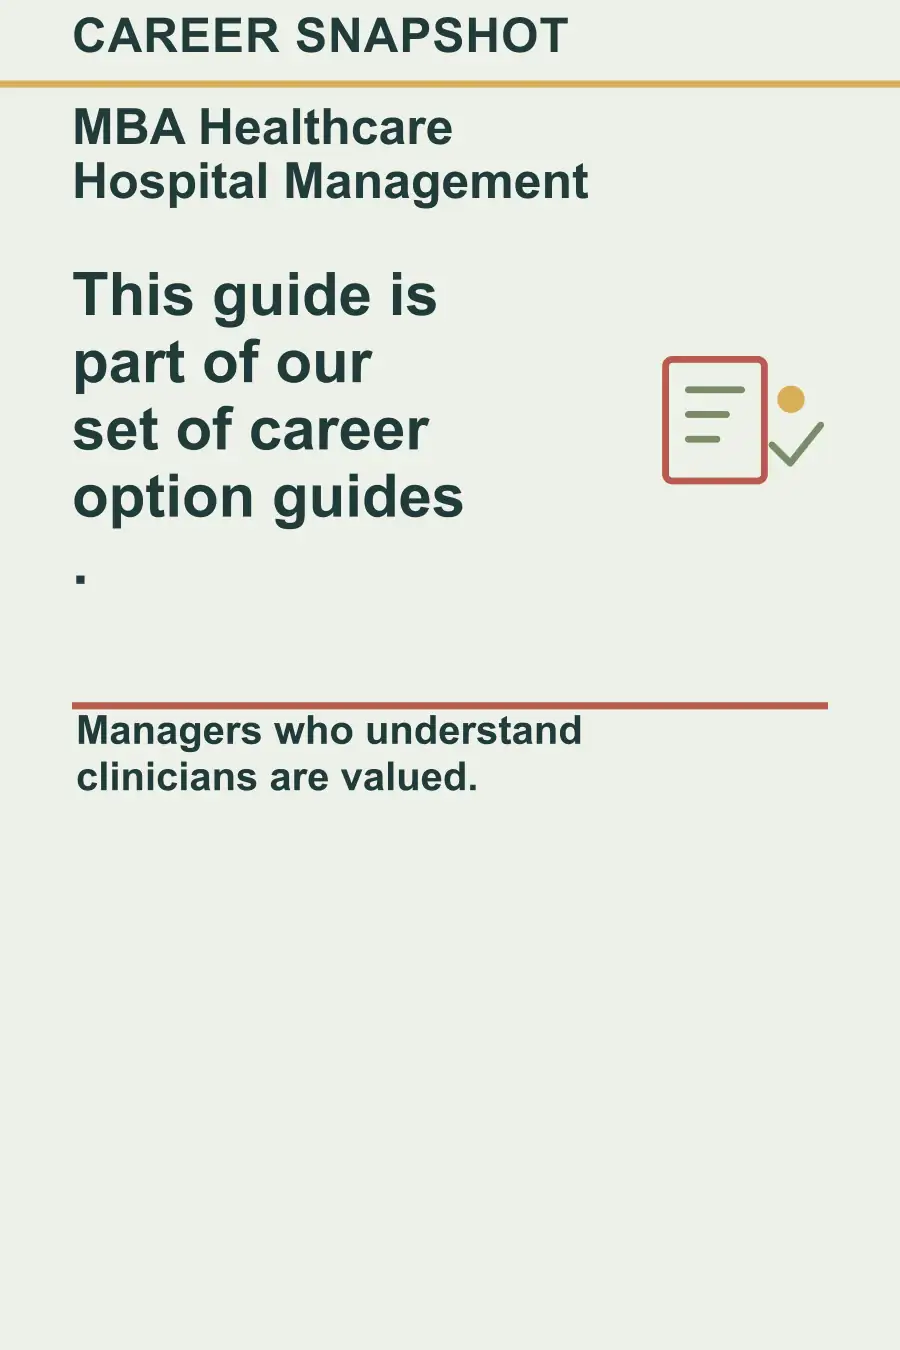 CAREER SNAPSHOT
MBA Healthcare
Hospital Management
This guide is
part of our
set of career
option guides
.
Managers who understand
clinicians are valued.